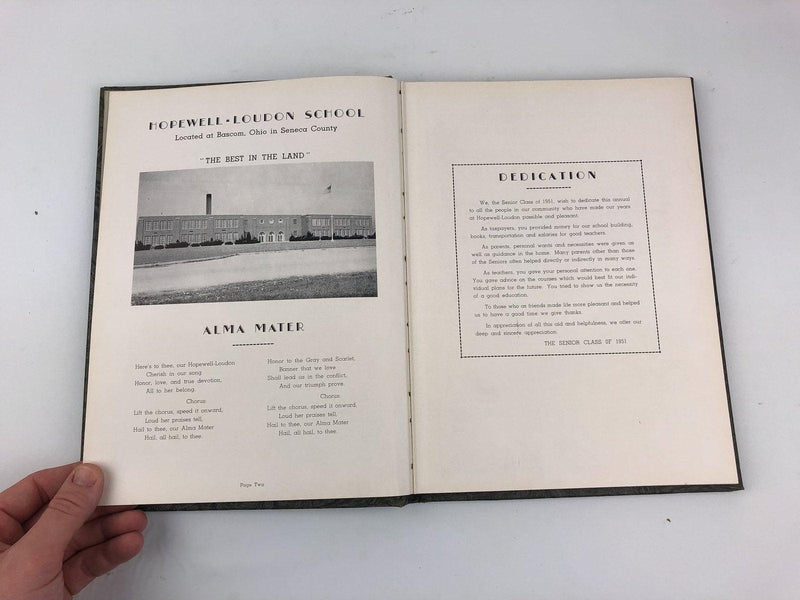 HOPEWELL-LOUDON SCHOOL
Located at Bascom, Ohio in Seneca County
"THE BEST IN THE LAND"
ALMA MATER
Here's to thee, our Hopewell-Loudon
Cherish in our song
Honor, love, and true devotion,
All to her belong.
Chorus
Lift the chorus, speed it onward,
Loud her praises tell,
Hail to thee, our Alma Mater
Hail, all hail, to thee.
Honor to the Gray and Scarlet,
Banner that we love
Shall lead us in the conflict,
And our triumph prove.
Chorus
Lift the chorus, speed it onward,
Loud her praises tell,
Hail to thee, our Alma Mater
Hail, all hail, to thee.
Page Two
DEDICATION
We, the Senior Class of 1951, wish to dedicate this annual
to all the people in our community who have made our years
at Hopewell-Loudon possible and pleasant.
As taxpayers, you provided money for our school building,
books, transportation and salaries for good teachers.
As parents, personal wants and necessities were given as
well as guidance in the home. Many parents other than those
of the Seniors often helped directly or indirectly in many ways.
As teachers, you gave your personal attention to each one.
You gave advice on the courses which would best fit our indi-
vidual plans for the future. You tried to show us the necessity
of a good education.
To those who as friends made life more pleasant and helped
us to have a good time we give thanks.
In appreciation of all this aid and helpfulness, we offer our
deep and sincere appreciation.
THE SENIOR CLASS OF 1951